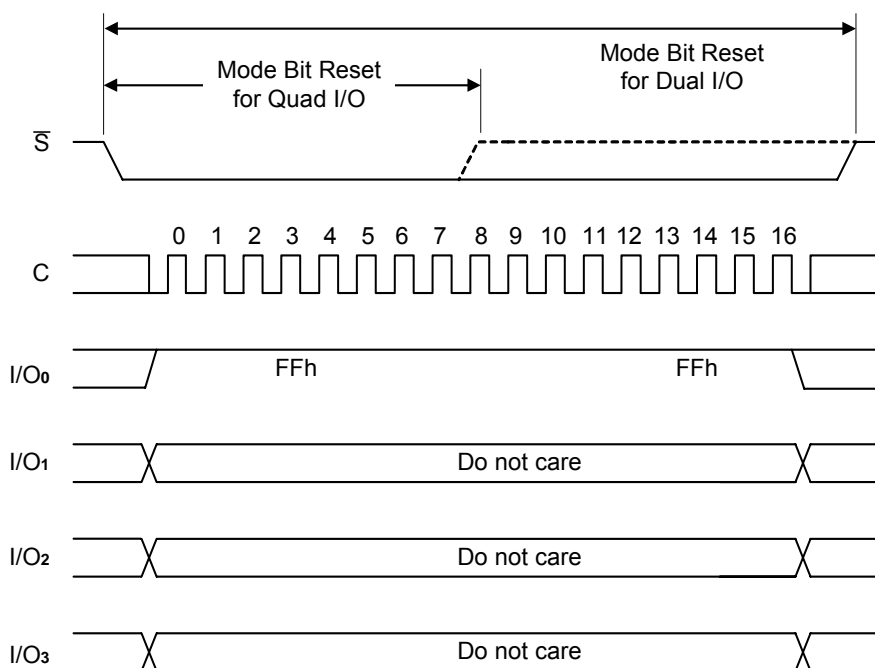 Mode Bit Reset
for Quad I/O
Mode Bit Reset
for Dual I/O
S̅
0 1 2 3 4 5 6 7 8 9 10 11 12 13 14 15 16
C
I/O₀ FFh FFh
I/O₁ Do not care
I/O₂ Do not care
I/O₃ Do not care